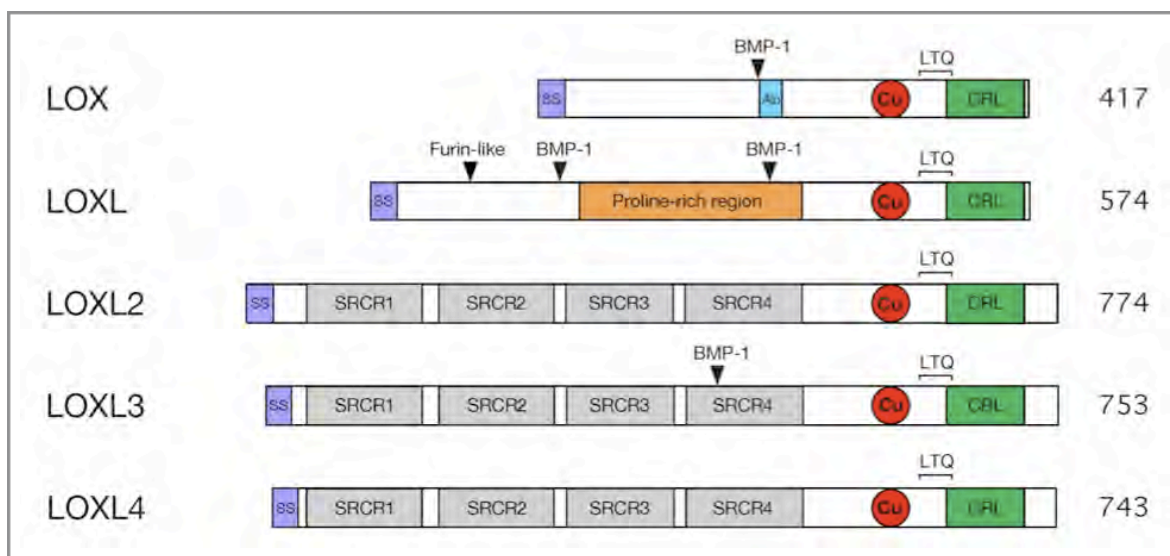 BMP-1 LTQ
LOX SS Ab Cu CRL 417
Furin-like BMP-1 BMP-1 LTQ
LOXL SS Proline-rich region Cu CRL 574
LTQ
LOXL2 SS SRCR1 SRCR2 SRCR3 SRCR4 Cu CRL 774
BMP-1 LTQ
LOXL3 SS SRCR1 SRCR2 SRCR3 SRCR4 Cu CRL 753
LTQ
LOXL4 SS SRCR1 SRCR2 SRCR3 SRCR4 Cu CRL 743